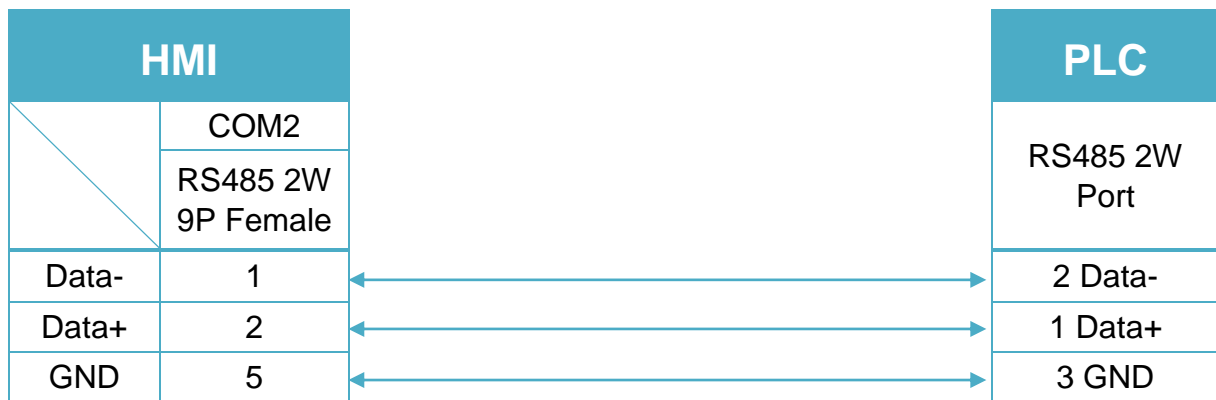 HMI
PLC
COM2
RS485 2W
9P Female
RS485 2W
Port
Data- 1 2 Data-
Data+ 2 1 Data+
GND 5 3 GND